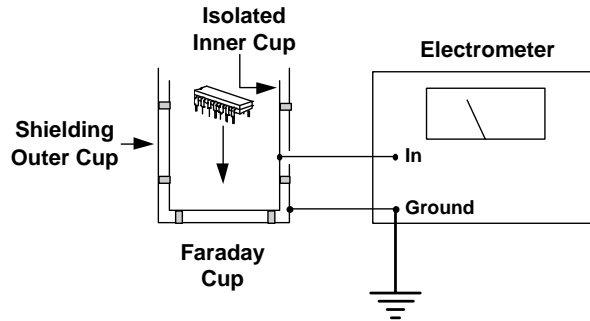 Isolated
Inner Cup
Electrometer
Shielding
Outer Cup
In
Ground
Faraday
Cup